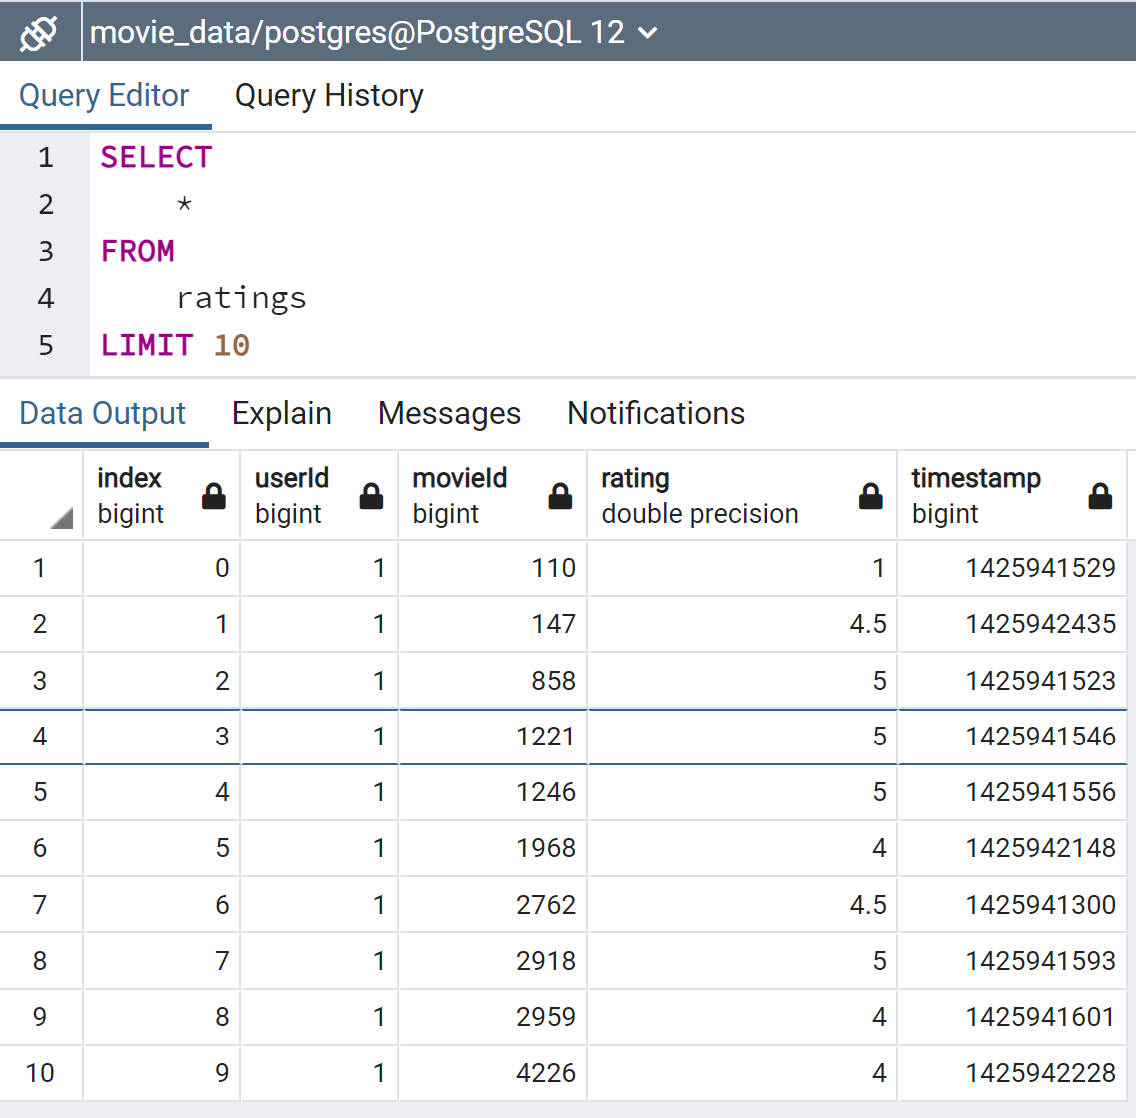 movie_data/postgres@PostgreSQL 12
Query Editor Query History
1 SELECT
2 *
3 FROM
4 ratings
5 LIMIT 10
Data Output Explain Messages Notifications
index userId movieId rating timestamp
bigint bigint bigint double precision bigint
1 0 1 110 1 1425941529
2 1 1 147 4.5 1425942435
3 2 1 858 5 1425941523
4 3 1 1221 5 1425941546
5 4 1 1246 5 1425941556
6 5 1 1968 4 1425942148
7 6 1 2762 4.5 1425941300
8 7 1 2918 5 1425941593
9 8 1 2959 4 1425941601
10 9 1 4226 4 1425942228